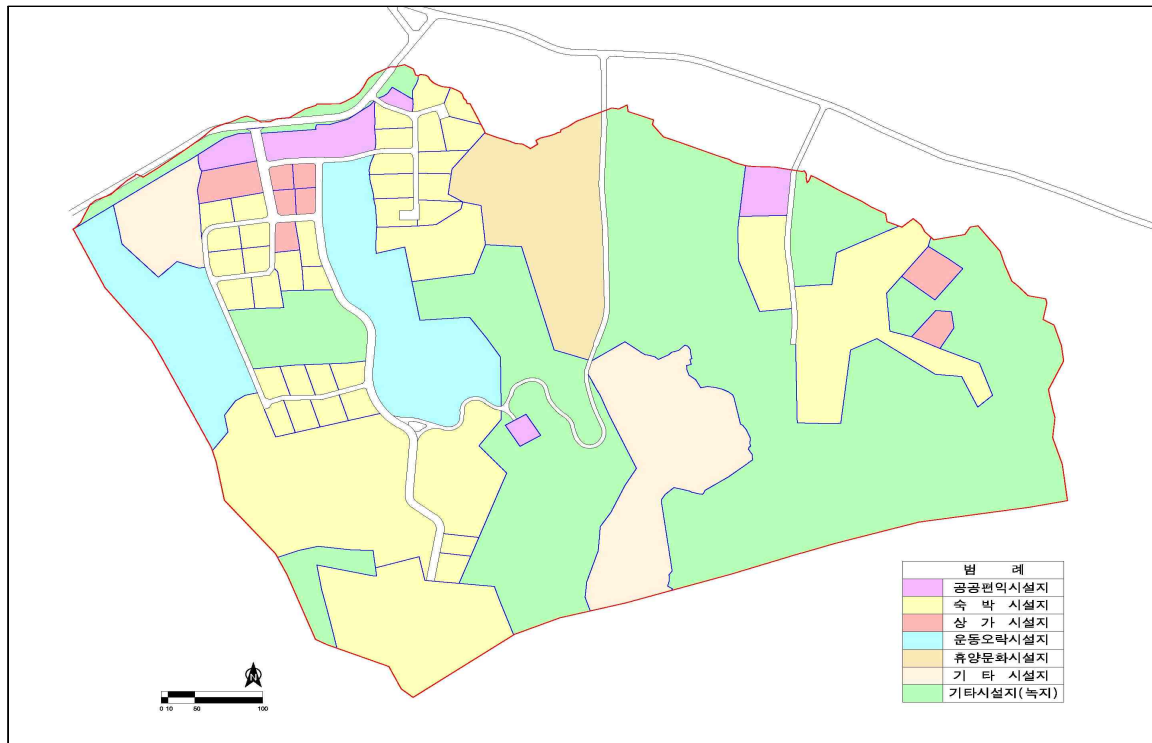 범 례
공공편익시설지
숙 박 시설지
상 가 시설지
운동오락시설지
휴양문화시설지
기 타 시설지
기타시설지(녹지)
0 10 50 100